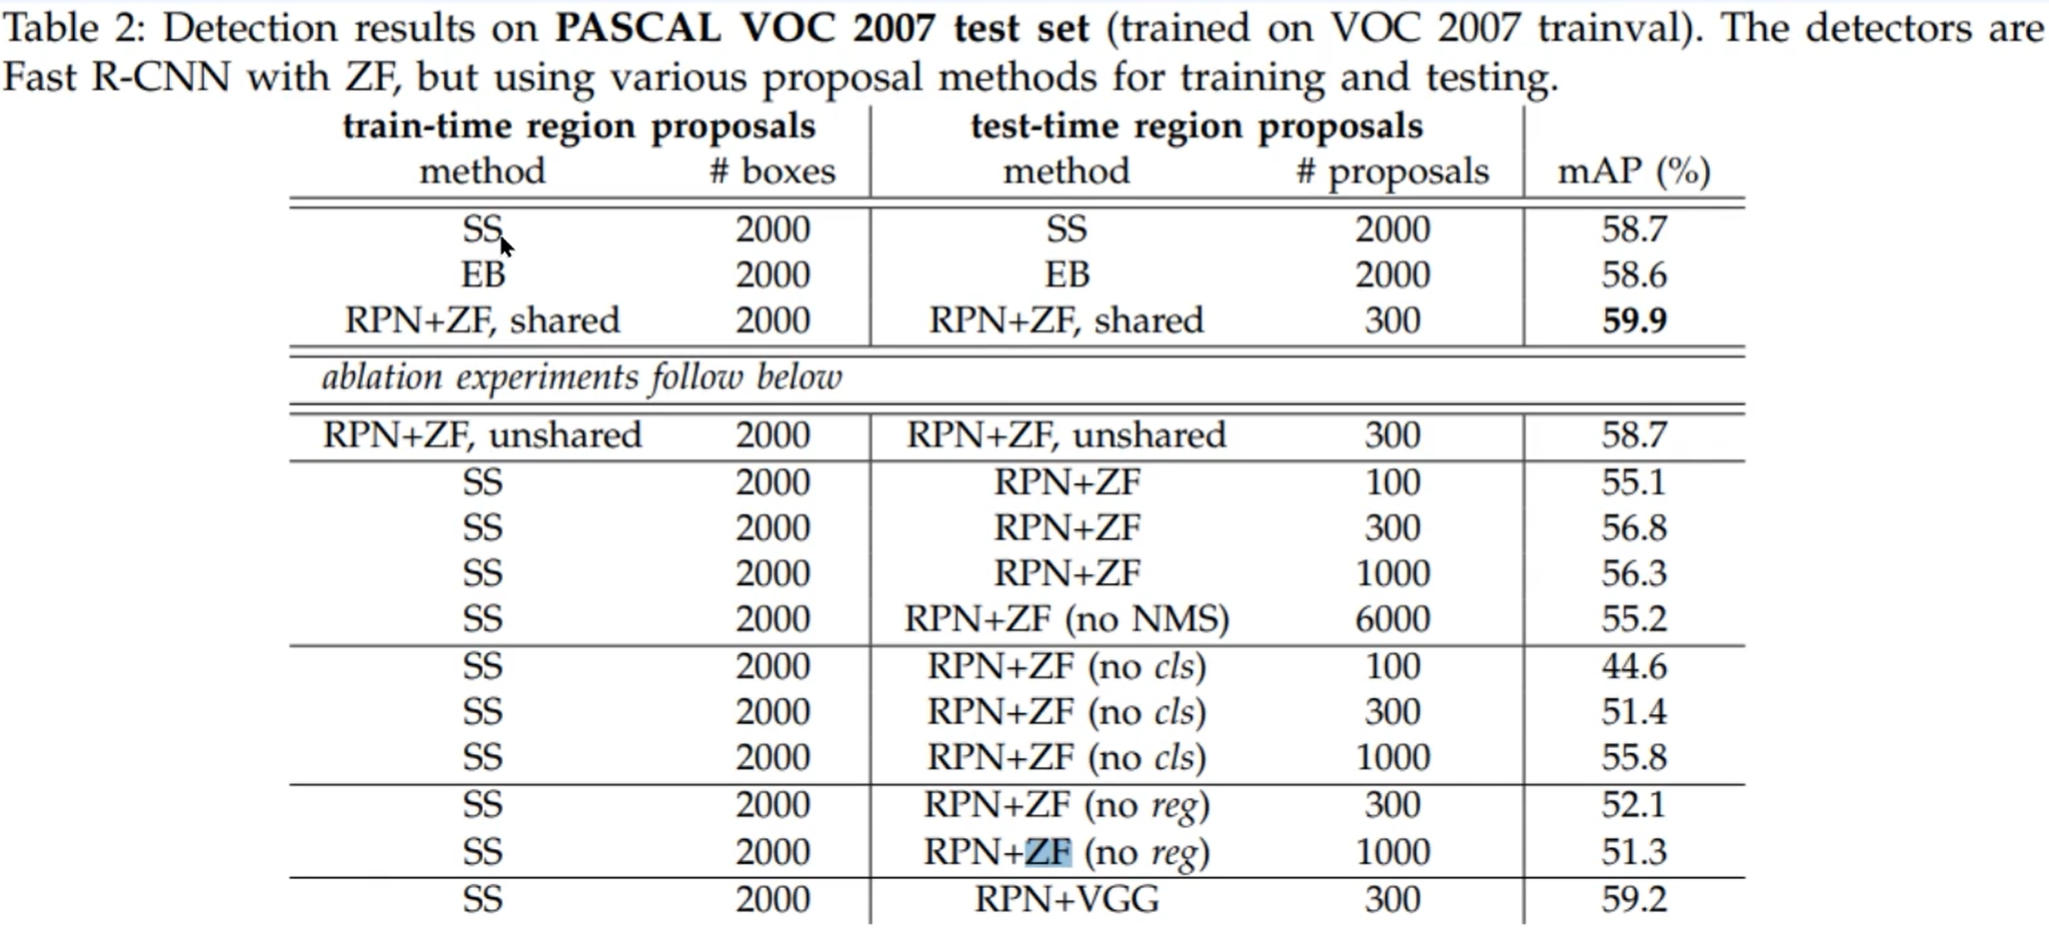 Table 2: Detection results on PASCAL VOC 2007 test set (trained on VOC 2007 trainval). The detectors are
Fast R-CNN with ZF, but using various proposal methods for training and testing.
train-time region proposals test-time region proposals
method # boxes method # proposals mAP (%)
SS 2000 SS 2000 58.7
EB 2000 EB 2000 58.6
RPN+ZF, shared 2000 RPN+ZF, shared 300 59.9
ablation experiments follow below
RPN+ZF, unshared 2000 RPN+ZF, unshared 300 58.7
SS 2000 RPN+ZF 100 55.1
SS 2000 RPN+ZF 300 56.8
SS 2000 RPN+ZF 1000 56.3
SS 2000 RPN+ZF (no NMS) 6000 55.2
SS 2000 RPN+ZF (no cls) 100 44.6
SS 2000 RPN+ZF (no cls) 300 51.4
SS 2000 RPN+ZF (no cls) 1000 55.8
SS 2000 RPN+ZF (no reg) 300 52.1
SS 2000 RPN+ZF (no reg) 1000 51.3
SS 2000 RPN+VGG 300 59.2